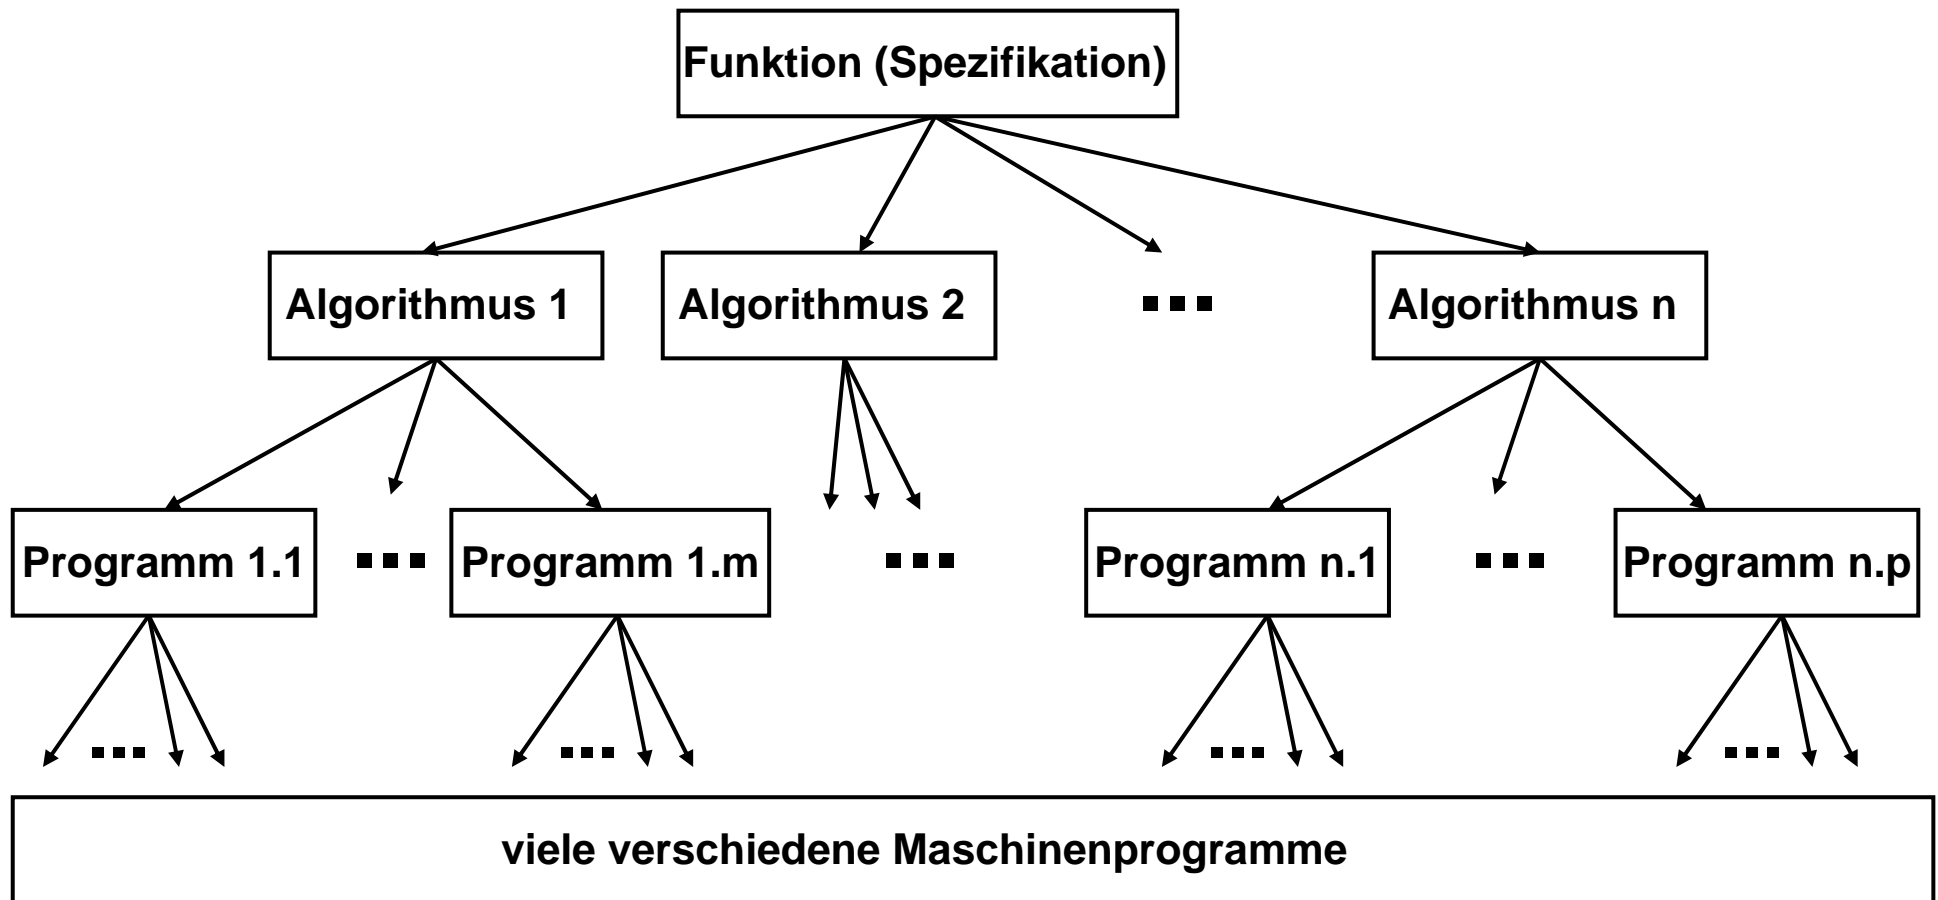 Funktion (Spezifikation)
Algorithmus 1
Algorithmus 2
...
Algorithmus n
Programm 1.1
...
Programm 1.m
...
Programm n.1
...
Programm n.p
...
...
...
...
viele verschiedene Maschinenprogramme